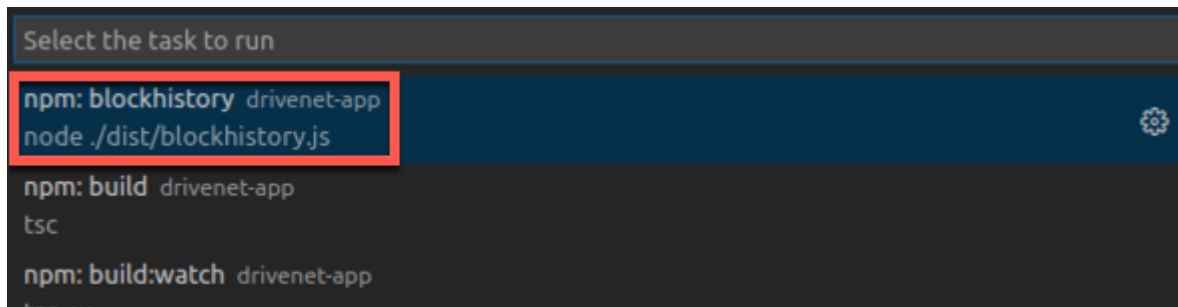 Select the task to run
npm: blockhistory drivenet-app
node ./dist/blockhistory.js
npm: build drivenet-app
tsc
npm: build:watch drivenet-app